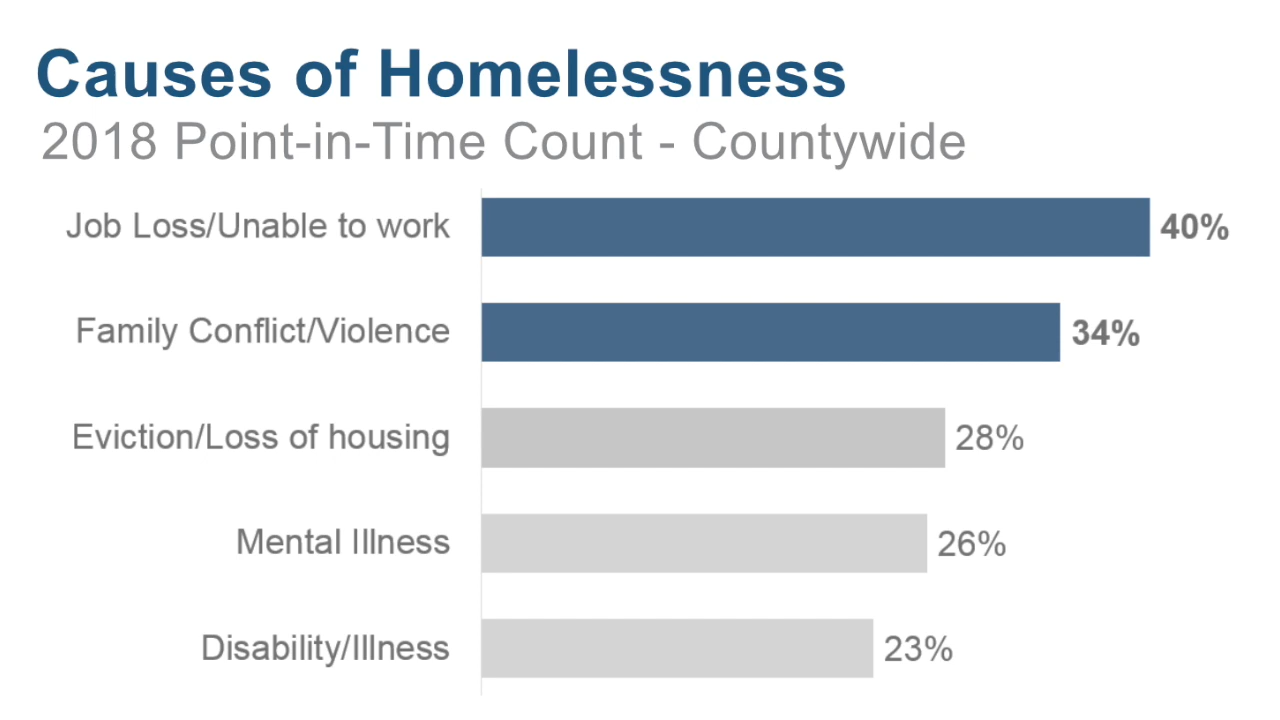 Causes of Homelessness
2018 Point-in-Time Count - Countywide
Job Loss/Unable to work 40%
Family Conflict/Violence 34%
Eviction/Loss of housing 28%
Mental Illness 26%
Disability/Illness 23%